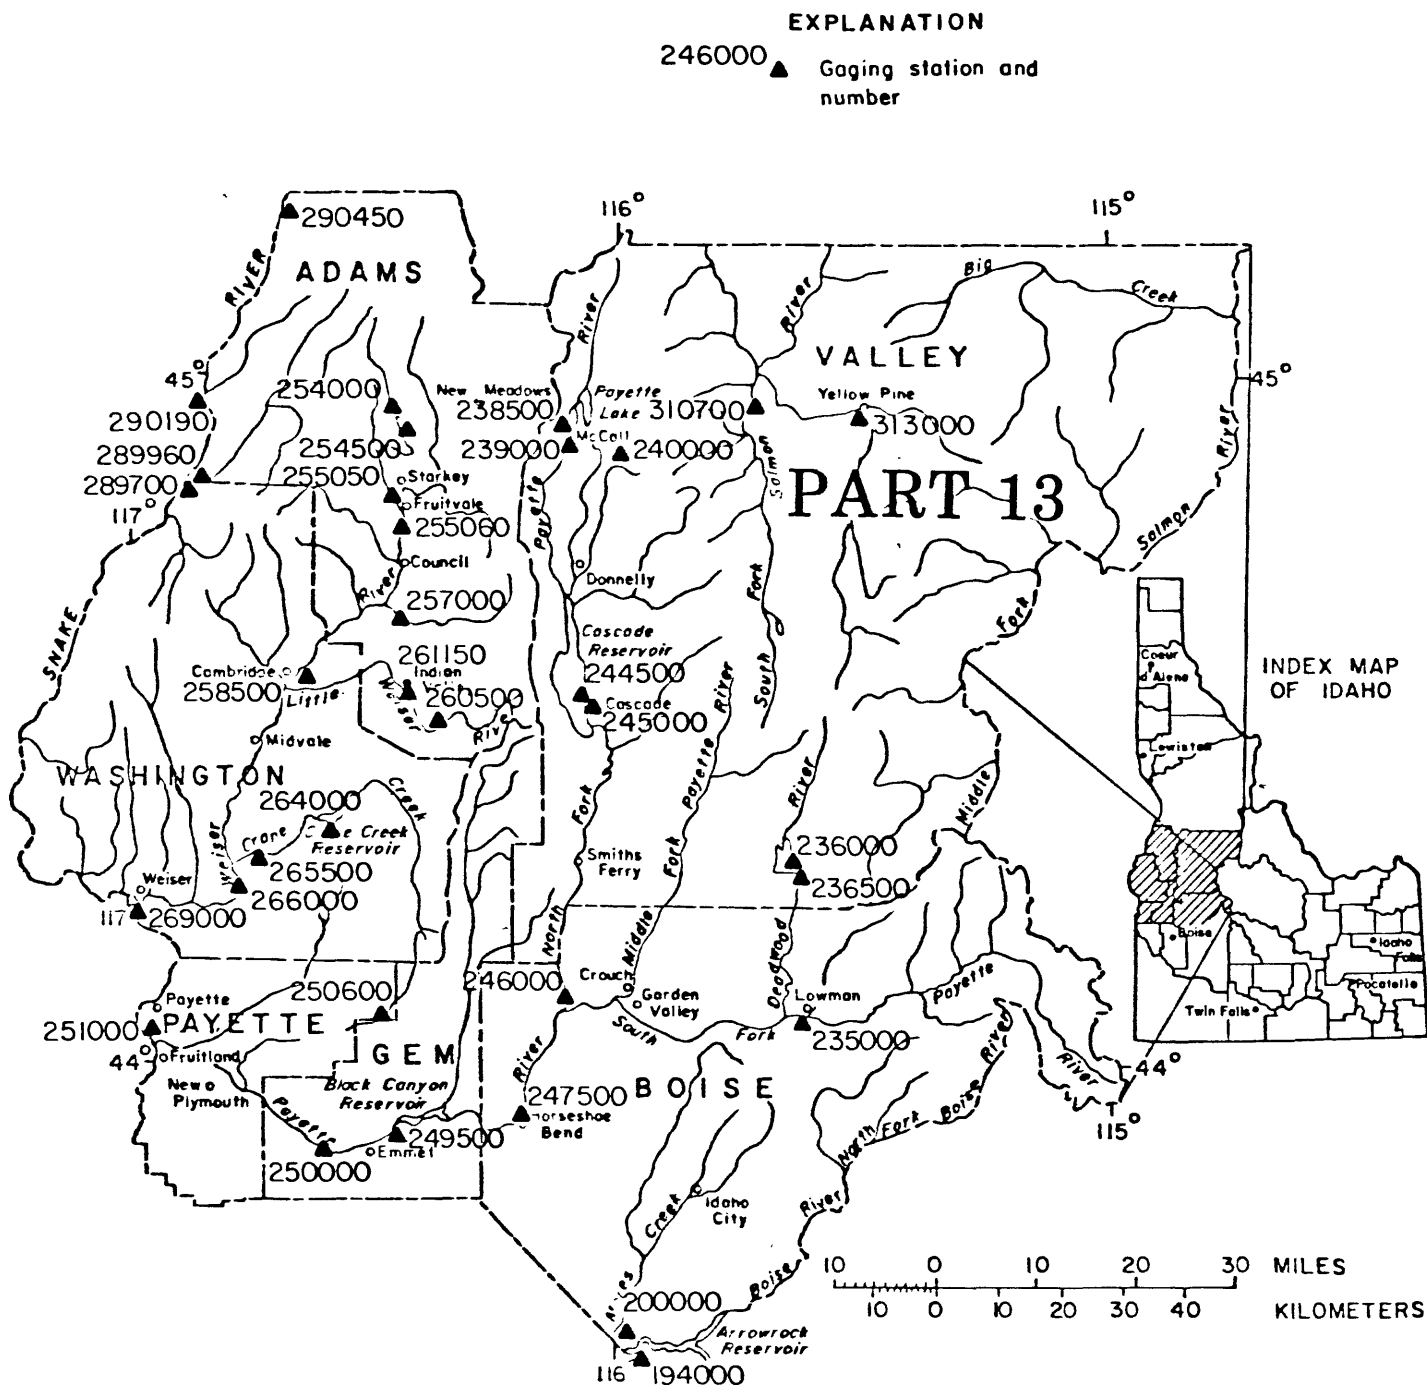 EXPLANATION
246000
Gaging station and
number
290450
116°
115°
ADAMS
RIVER
River
River
Big
Creek
VALLEY
45°
45°
254000
New Meadows
238500
Payette
Lake
310700
Yellow Pine
290190
McCall
313000
254500
239000
240000
289960
255050
Starkey
Salmon
PART 13
River
289700
117°
Fruitvale
255060
Payette
Salmon
Council
Donnelly
River
257000
Fork
Fork
SNAKE
Cascade
Reservoir
261150
Indian
Cambridge
258500
Little
Weiser
260500
River
244500
Cascade
245000
River
South
INDEX MAP
OF IDAHO
Coeur
d'Alene
Lewiston
Midvale
WASHINGTON
264000
Creek
Fork
Payette
River
Middle
Crane
Creek
Reservoir
Weiser
265500
Smiths
Ferry
Fork
236000
236500
Weiser
266000
117
269000
North
Middle
Deadwood
Boise
Idaho
Falls
Pocatello
Twin Falls
246000
Crouch
Garden
Valley
Lowman
Payette
250600
Payette
251000
PAYETTE
South
Fork
235000
River
44°
Fruitland
GEM
River
River
44°
New
Plymouth
Black Canyon
Reservoir
247500
BOISE
Horseshoe
Bend
Payette
249500
Emmet
250000
North Fork
Boise
115°
Idaho
City
Creek
River
Boise
10 0 10 20 30 MILES
10 0 10 20 30 40 KILOMETERS
200000
Arrowrock
Reservoir
116
194000